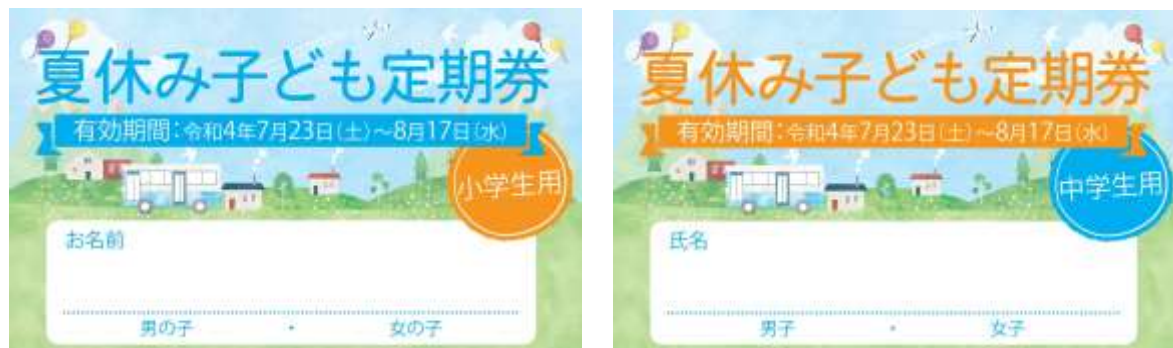 夏休み子ども定期券
有効期間:令和4年7月23日(土)~8月17日(水)
小学生用
お名前
男の子 ・ 女の子
夏休み子ども定期券
有効期間:令和4年7月23日(土)~8月17日(水)
中学生用
氏名
男子 ・ 女子